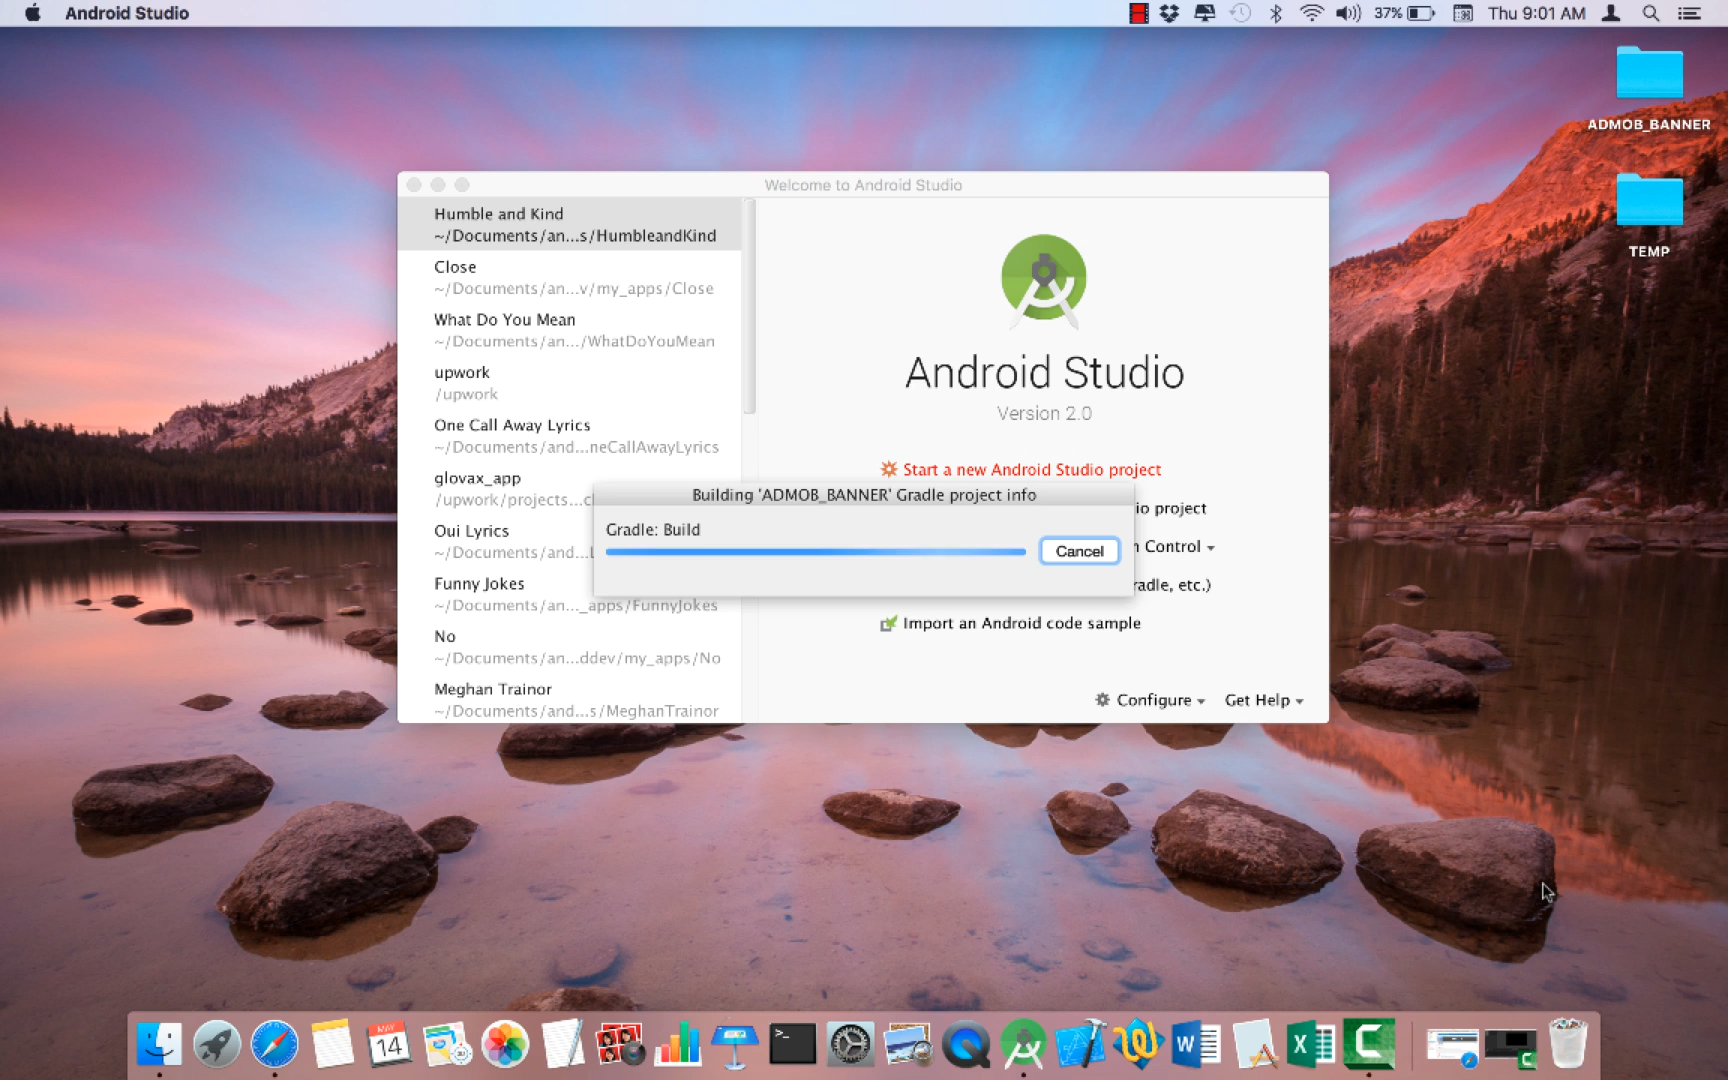 Android Studio
37%
Thu 9:01 AM
ADMOB_BANNER
TEMP
Welcome to Android Studio
Humble and Kind
~/Documents/an...s/HumbleandKind
Close
~/Documents/an...v/my_apps/Close
What Do You Mean
~/Documents/an.../WhatDoYouMean
upwork
/upwork
One Call Away Lyrics
~/Documents/and...neCallAwayLyrics
glovax_app
/upwork/projects...c
Oui Lyrics
~/Documents/and...
Funny Jokes
~/Documents/an..._apps/FunnyJokes
No
~/Documents/an...ddev/my_apps/No
Meghan Trainor
~/Documents/and...s/MeghanTrainor
Android Studio
Version 2.0
Start a new Android Studio project
io project
n Control
radle, etc.)
Import an Android code sample
Configure
Get Help
Building 'ADMOB_BANNER' Gradle project info
Gradle: Build
Cancel
MAY
14